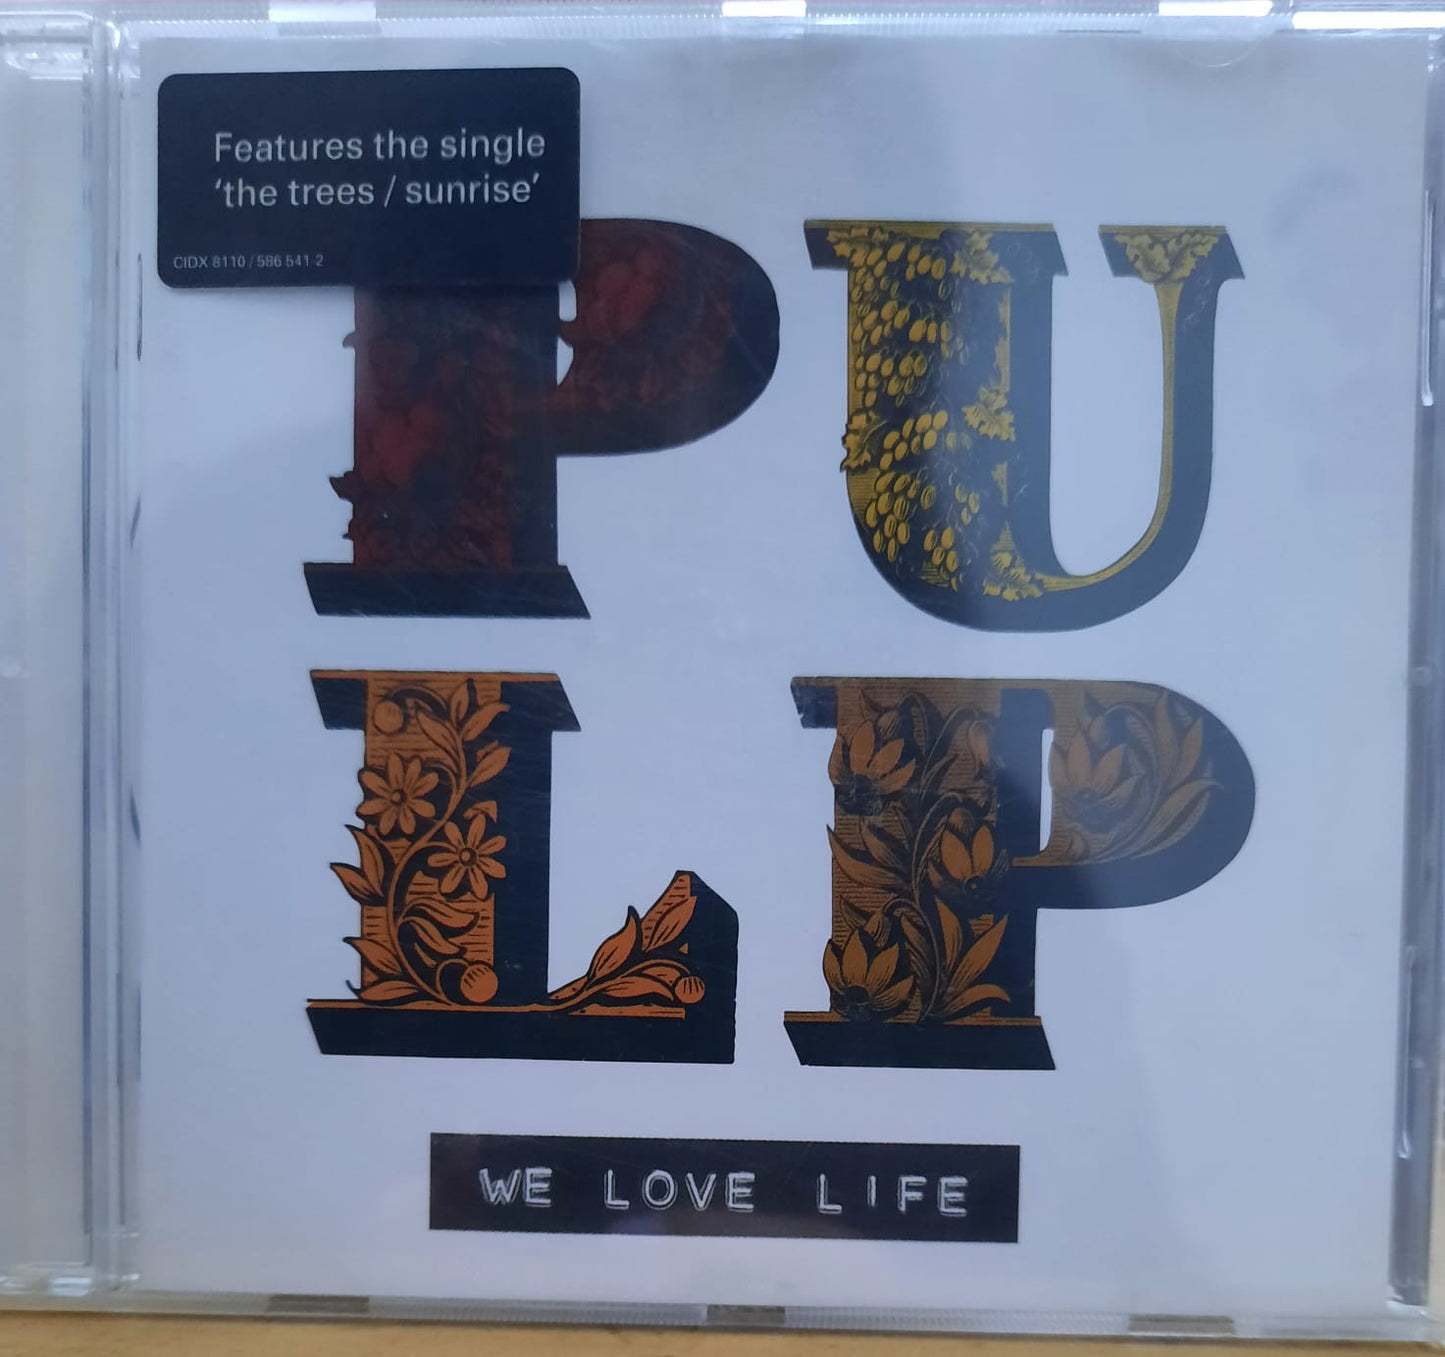 Features the single
‘the trees / sunrise’
CIDX 8110 / 586 541-2
PU
LP
WE LOVE LIFE